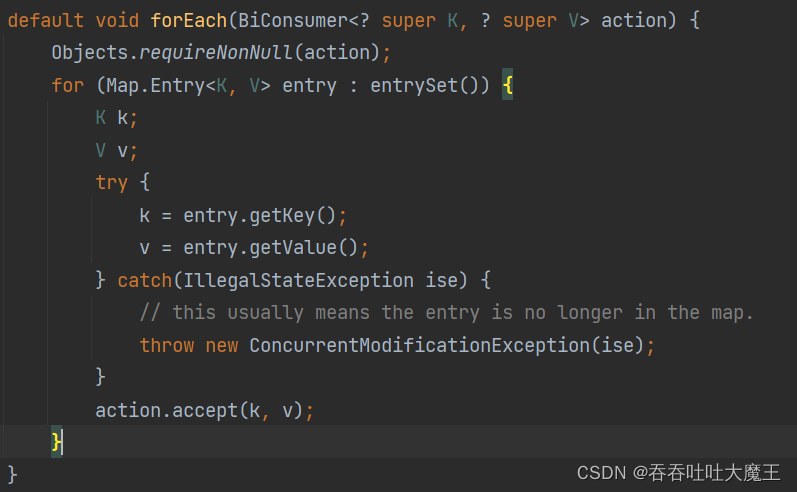 default void forEach(BiConsumer<? super K, ? super V> action) {
    Objects.requireNonNull(action);
    for (Map.Entry<K, V> entry : entrySet()) {
        K k;
        V v;
        try {
            k = entry.getKey();
            v = entry.getValue();
        } catch(IllegalStateException ise) {
            // this usually means the entry is no longer in the map.
            throw new ConcurrentModificationException(ise);
        }
        action.accept(k, v);
    }
}
CSDN @吞吞吐吐大魔王